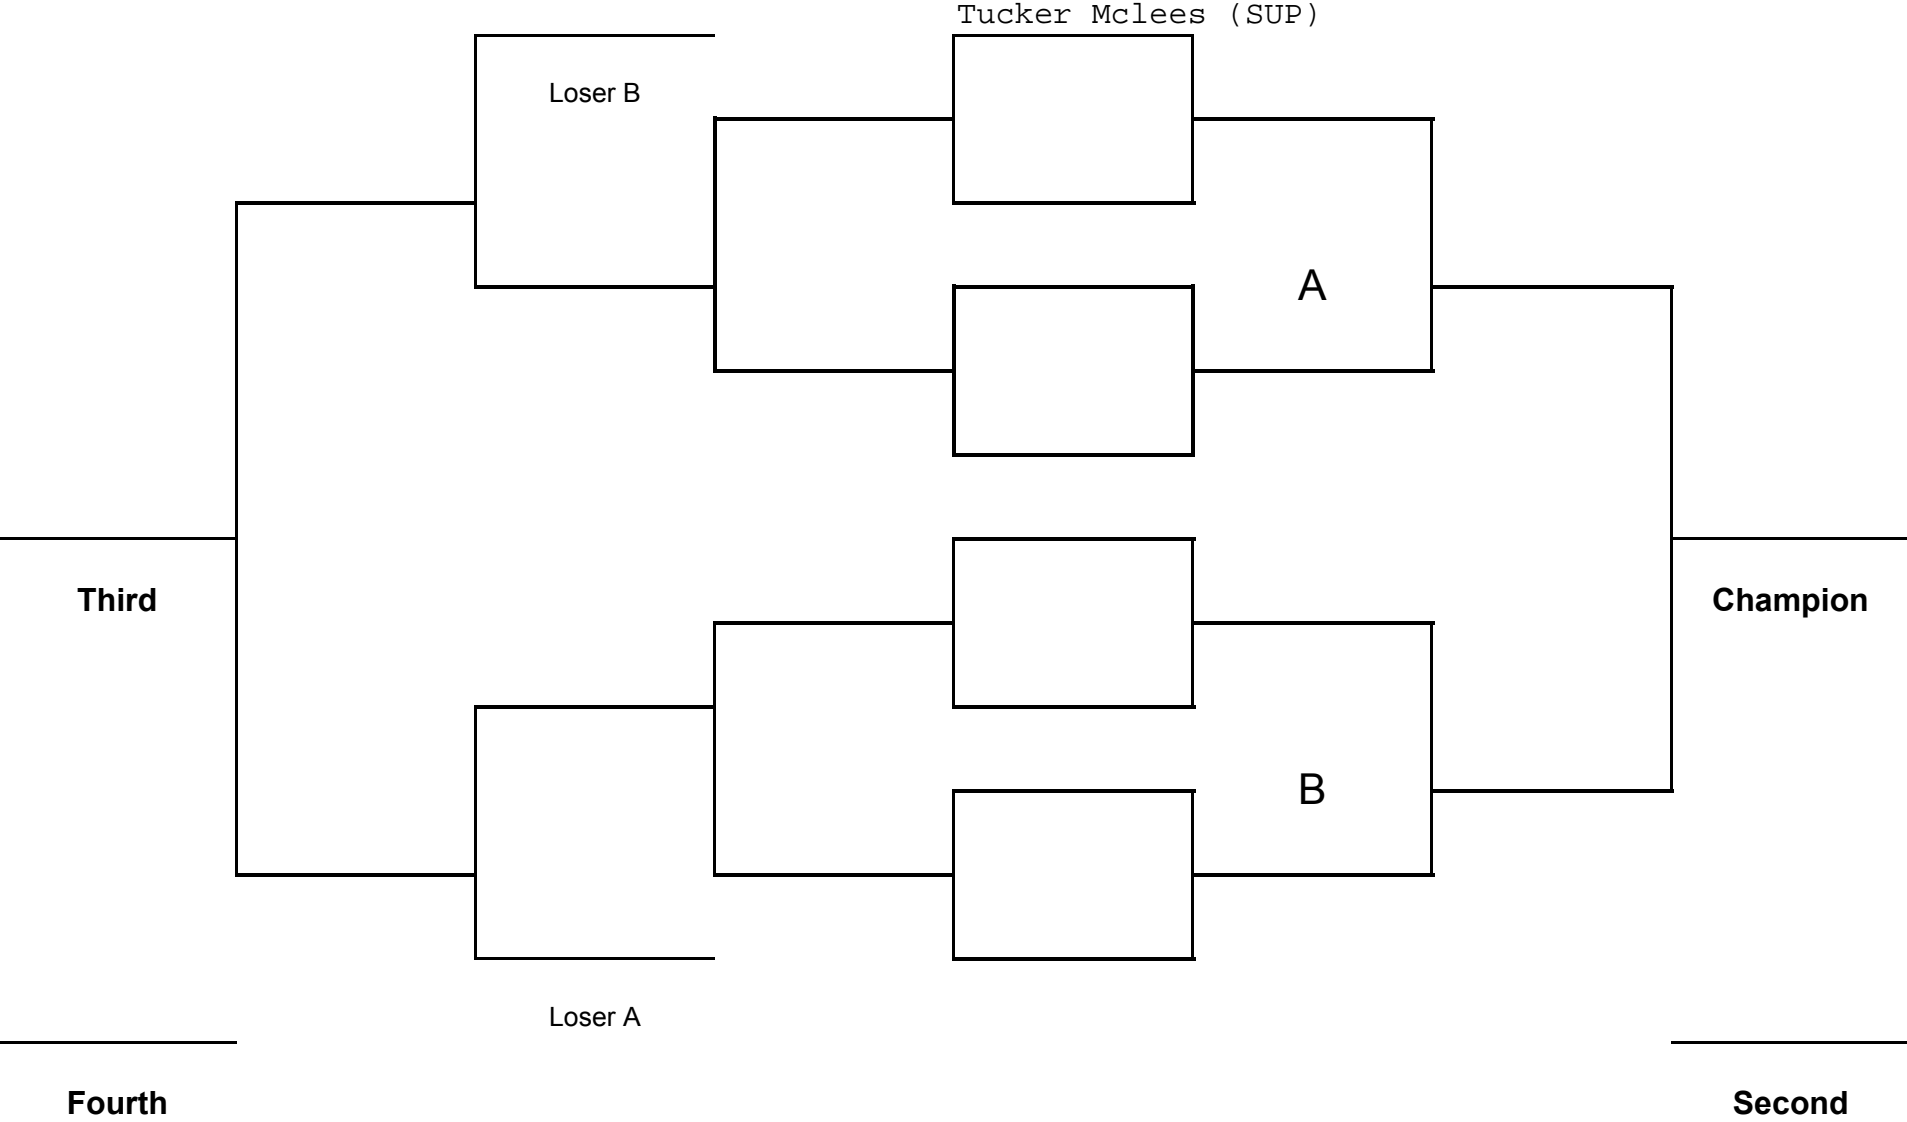 Tucker Mclees (SUP)
Loser B
A
Third
Champion
B
Loser A
Fourth
Second